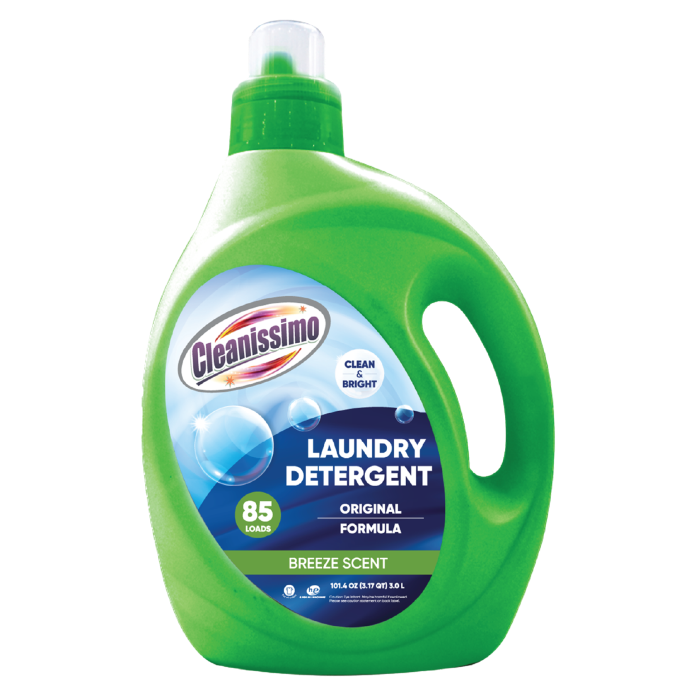 Cleanissimo
CLEAN
&
BRIGHT
LAUNDRY
DETERGENT
85
LOADS
ORIGINAL
FORMULA
BREEZE SCENT
101.4 OZ (3.17 QT) 3.0 L
he